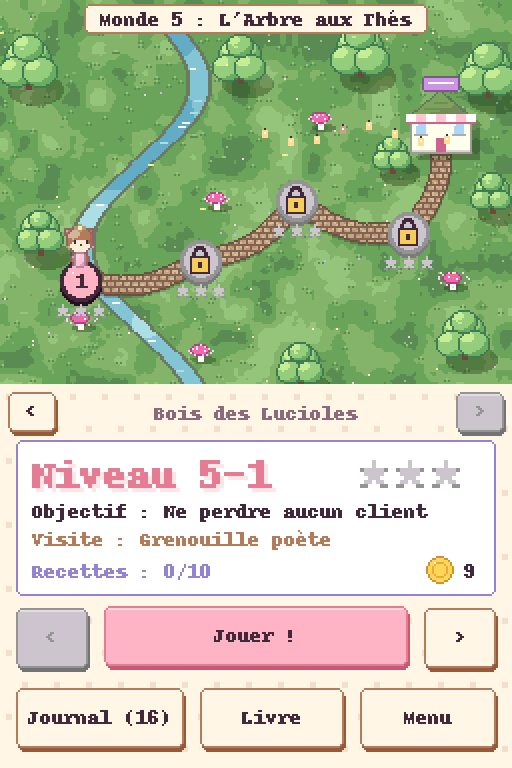 Monde 5 : L'Arbre aux Thés
1
Bois des Lucioles
Niveau 5-1
Objectif : Ne perdre aucun client
Visite : Grenouille poète
Recettes : 0/10
9
Jouer !
Journal (16)
Livre
Menu